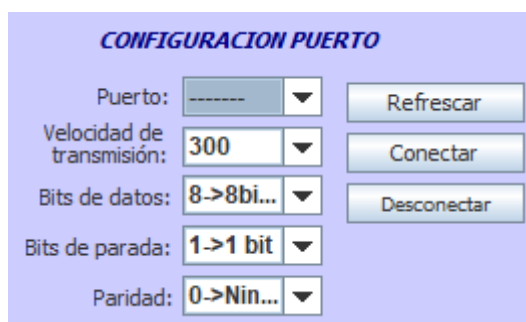 CONFIGURACION PUERTO
Puerto: -------
Refrescar
Velocidad de
transmisión: 300
Conectar
Bits de datos: 8->8bi...
Desconectar
Bits de parada: 1->1 bit
Paridad: 0->Nin...